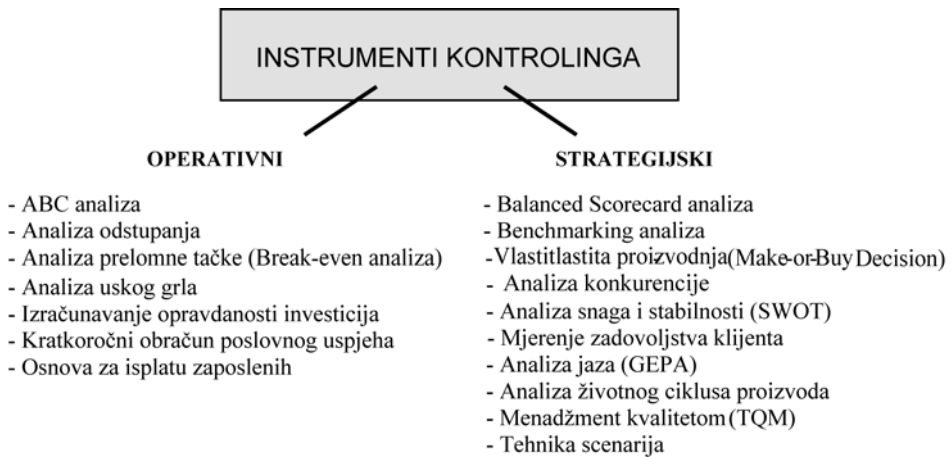 INSTRUMENTI KONTROLINGA
OPERATIVNI
- ABC analiza
- Analiza odstupanja
- Analiza prelomne tačke (Break-even analiza)
- Analiza uskog grla
- Izračunavanje opravdanosti investicija
- Kratkoročni obračun poslovnog uspjeha
- Osnova za isplatu zaposlenih
STRATEGIJSKI
- Balanced Scorecard analiza
- Benchmarking analiza
-Vlastitlastita proizvodnja(Make-or-Buy Decision)
- Analiza konkurencije
- Analiza snaga i stabilnosti (SWOT)
- Mjerenje zadovoljstva klijenta
- Analiza jaza (GEPA)
- Analiza životnog ciklusa proizvoda
- Menadžment kvalitetom (TQM)
- Tehnika scenarija